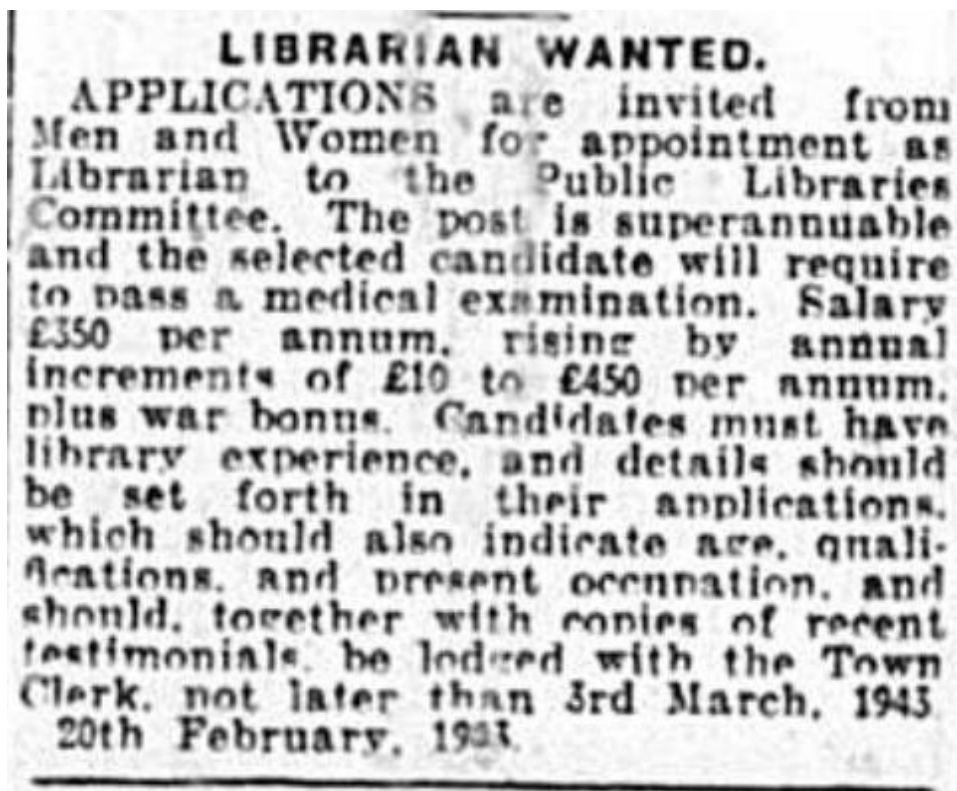 LIBRARIAN WANTED.
APPLICATIONS are invited from
Men and Women for appointment as
Librarian to the Public Libraries
Committee. The post is superannuable
and the selected candidate will require
to pass a medical examination. Salary
£350 per annum, rising by annual
increments of £10 to £450 per annum,
plus war bonus. Candidates must have
library experience, and details should
be set forth in their applications,
which should also indicate age, quali-
fications, and present occupation, and
should, together with copies of recent
testimonials, be lodged with the Town
Clerk, not later than 3rd March, 1943
20th February, 1943.